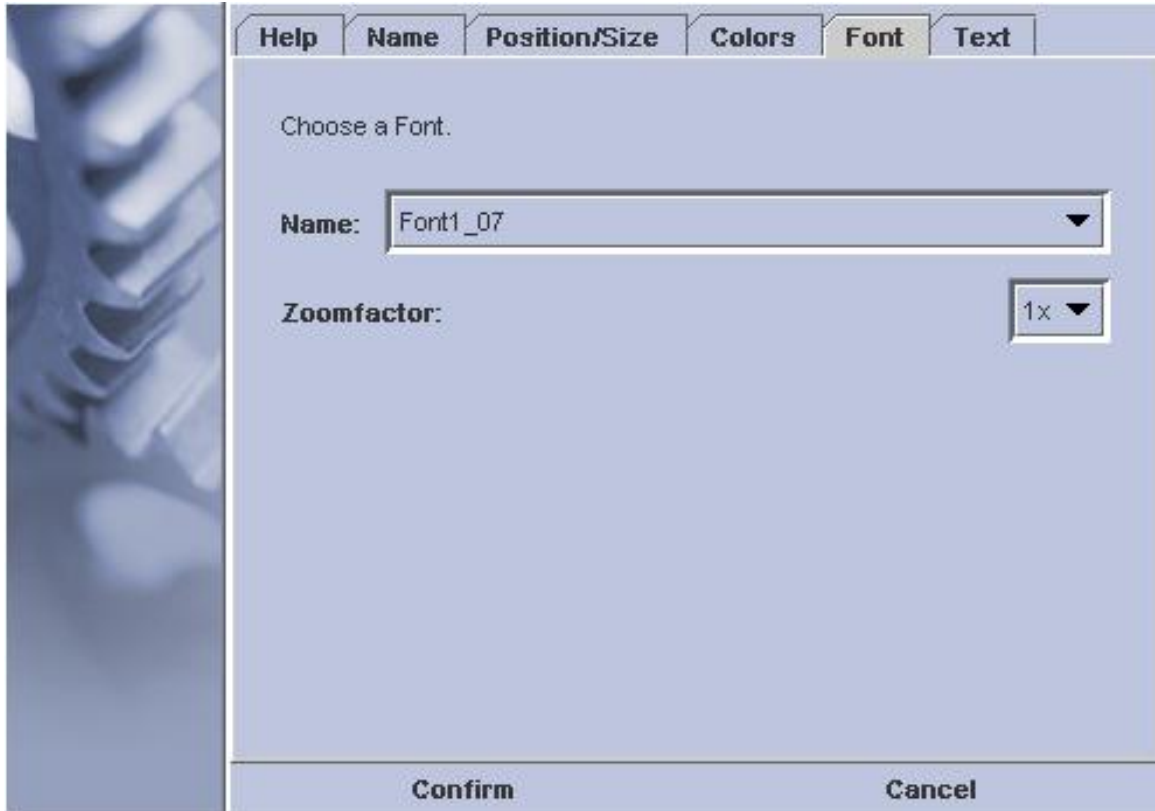 Help Name Position/Size Colors Font Text
Choose a Font.
Name: Font1_07
Zoomfactor: 1x
Confirm Cancel